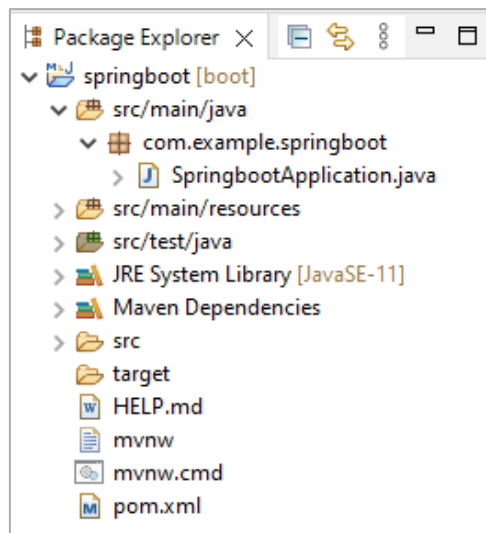 Package Explorer
springboot [boot]
src/main/java
com.example.springboot
SpringbootApplication.java
src/main/resources
src/test/java
JRE System Library [JavaSE-11]
Maven Dependencies
src
target
HELP.md
mvnw
mvnw.cmd
pom.xml